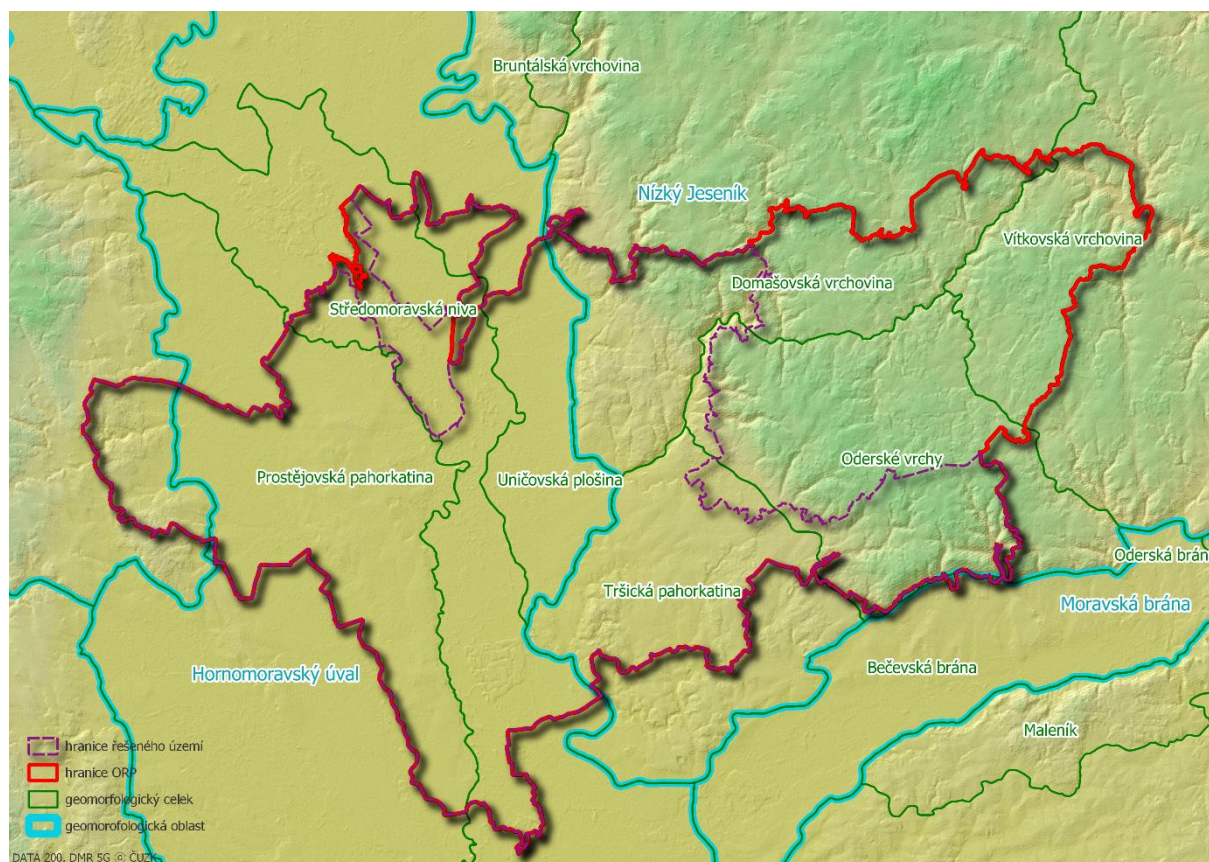 Bruntálská vrchovina
Nízký Jeseník
Vítkovská vrchovina
Domašovská vrchovina
Středomoravská niva
Oderské vrchy
Prostějovská pahorkatina
Uničovská plošina
Oderská brán
Tršická pahorkatina
Moravská brána
Hornomoravský úval
Bečevská brána
Maleník
hranice řešeného území
hranice ORP
geomorfologický celek
geomorofologická oblast
DATA 200, DMR 5G © ČÚZK